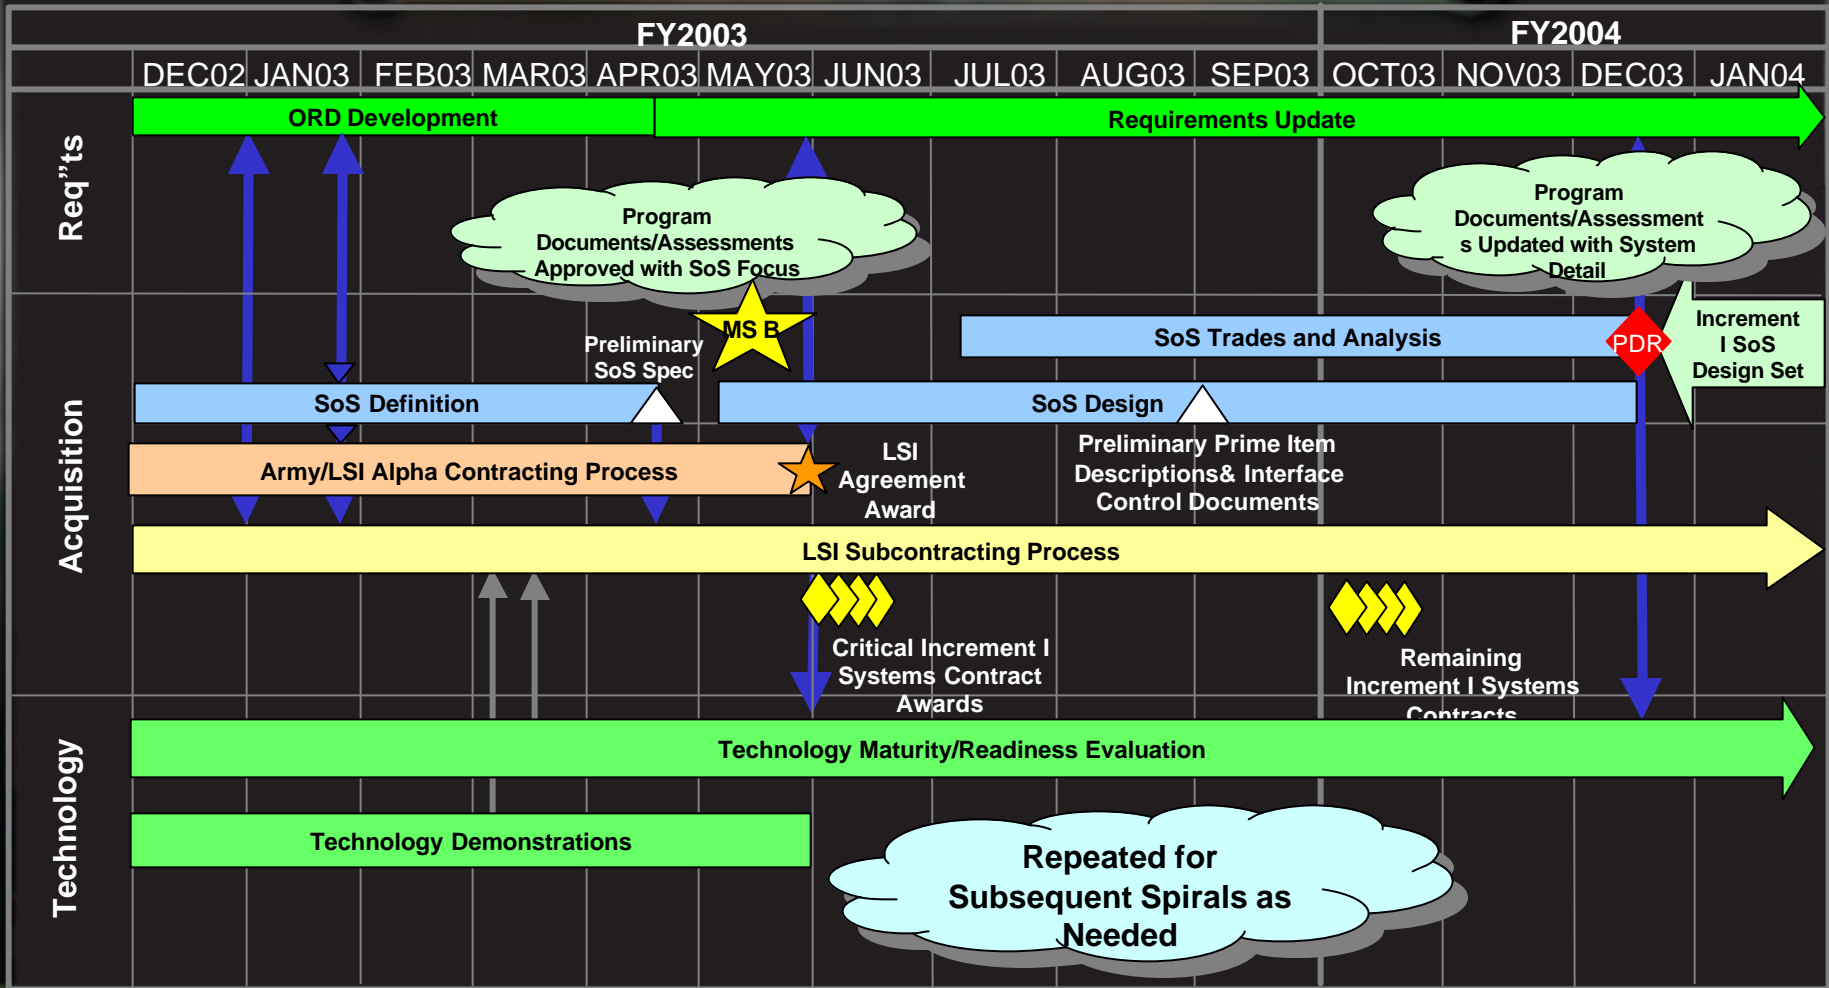 FY2003
FY2004
DEC02 JAN03 FEB03 MAR03 APR03 MAY03 JUN03 JUL03 AUG03 SEP03 OCT03 NOV03 DEC03 JAN04
Req"ts
ORD Development
Requirements Update
Program
Documents/Assessments
Approved with SoS Focus
Program
Documents/Assessment
s Updated with System
Detail
Acquisition
MS B
Preliminary
SoS Spec
SoS Trades and Analysis
PDR
Increment
I SoS
Design Set
SoS Definition
SoS Design
Army/LSI Alpha Contracting Process
LSI
Agreement
Award
Preliminary Prime Item
Descriptions& Interface
Control Documents
LSI Subcontracting Process
Critical Increment I
Systems Contract
Awards
Remaining
Increment I Systems
Contracts
Technology
Technology Maturity/Readiness Evaluation
Technology Demonstrations
Repeated for
Subsequent Spirals as
Needed